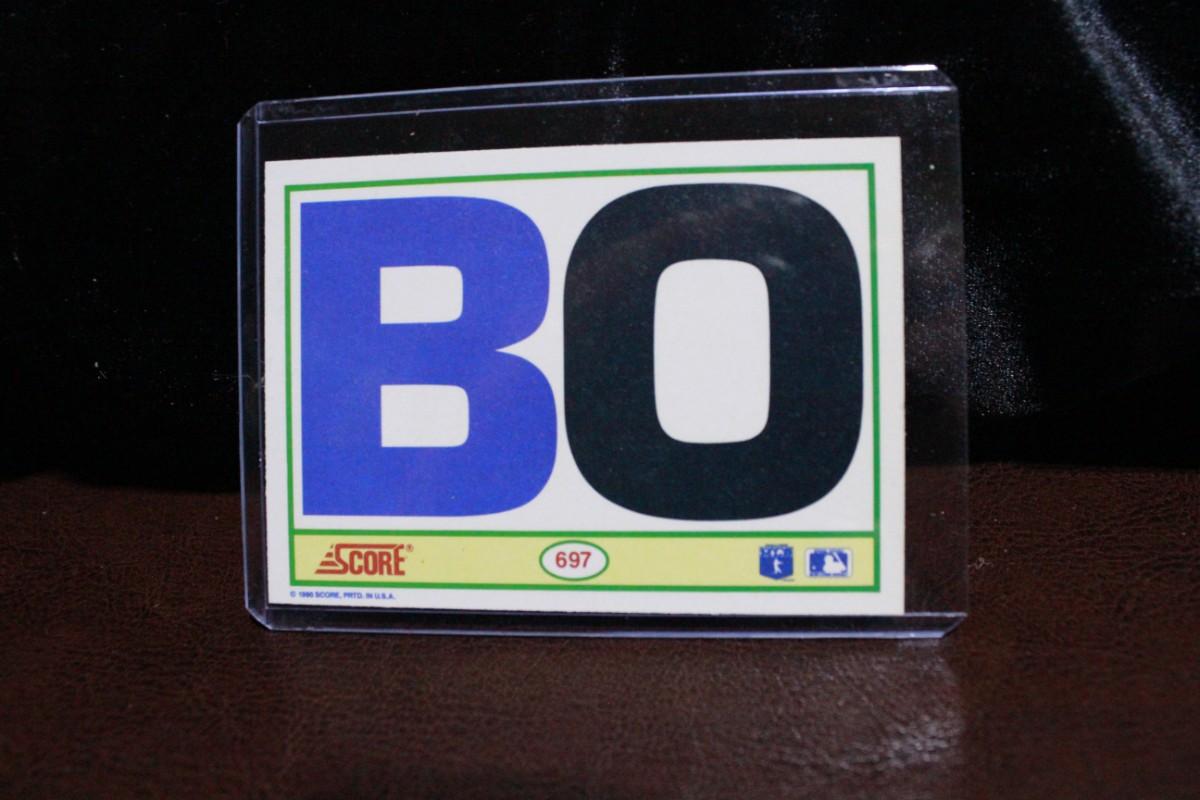 BO
SCORE®
697
© 1990 SCORE, PRTD. IN U.S.A.